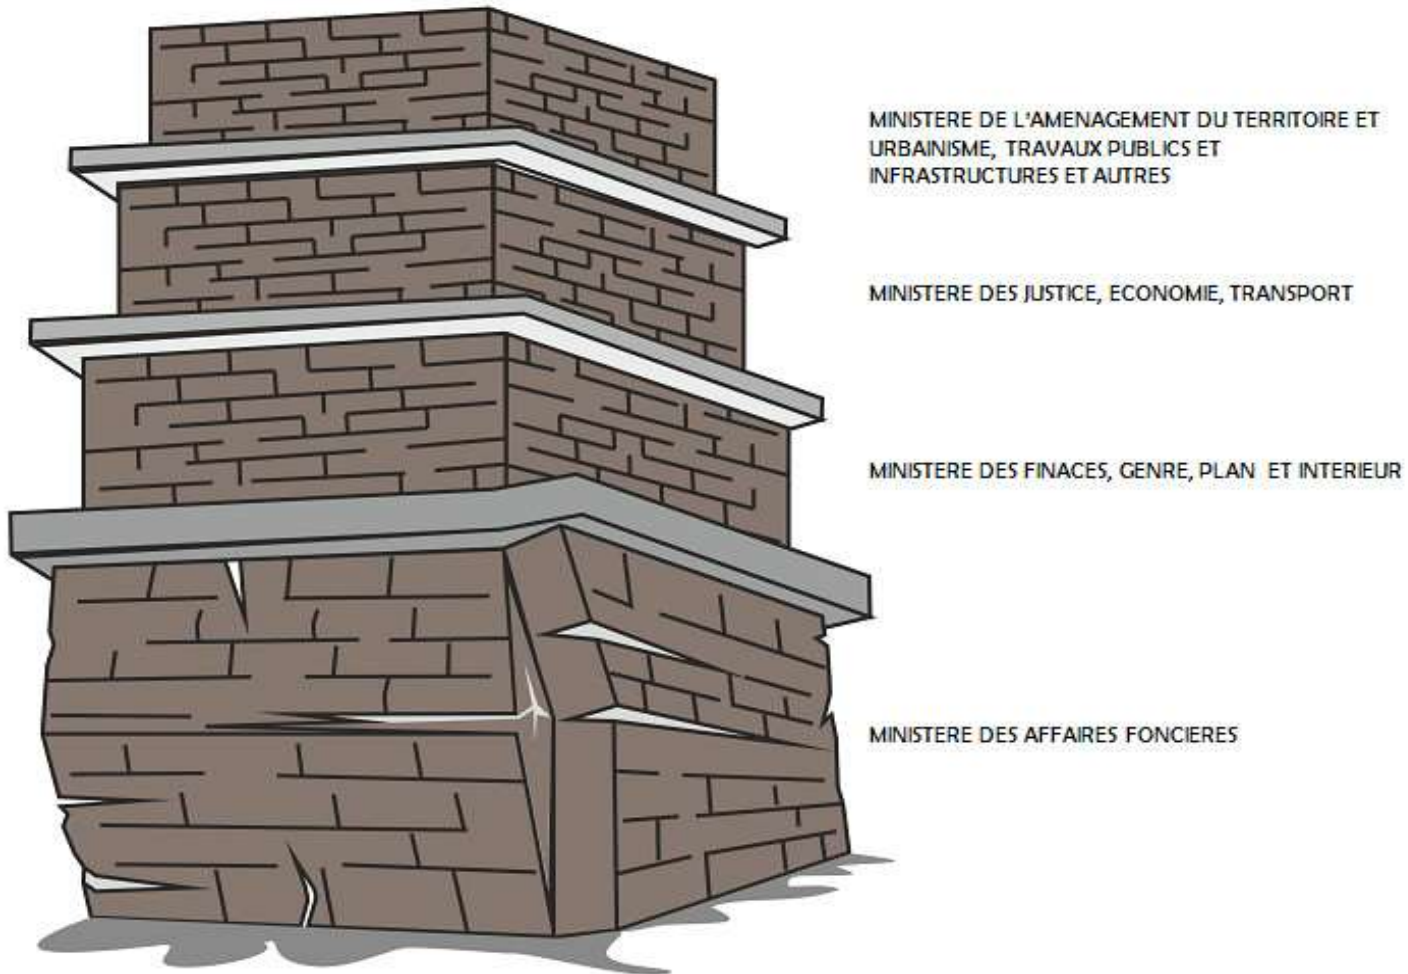 MINISTERE DE L'AMENAGEMENT DU TERRITOIRE ET
URBAINISME, TRAVAUX PUBLICS ET
INFRASTRUCTURES ET AUTRES
MINISTERE DES JUSTICE, ECONOMIE, TRANSPORT
MINISTERE DES FINACES, GENRE, PLAN ET INTERIEUR
MINISTERE DES AFFAIRES FONCIERES